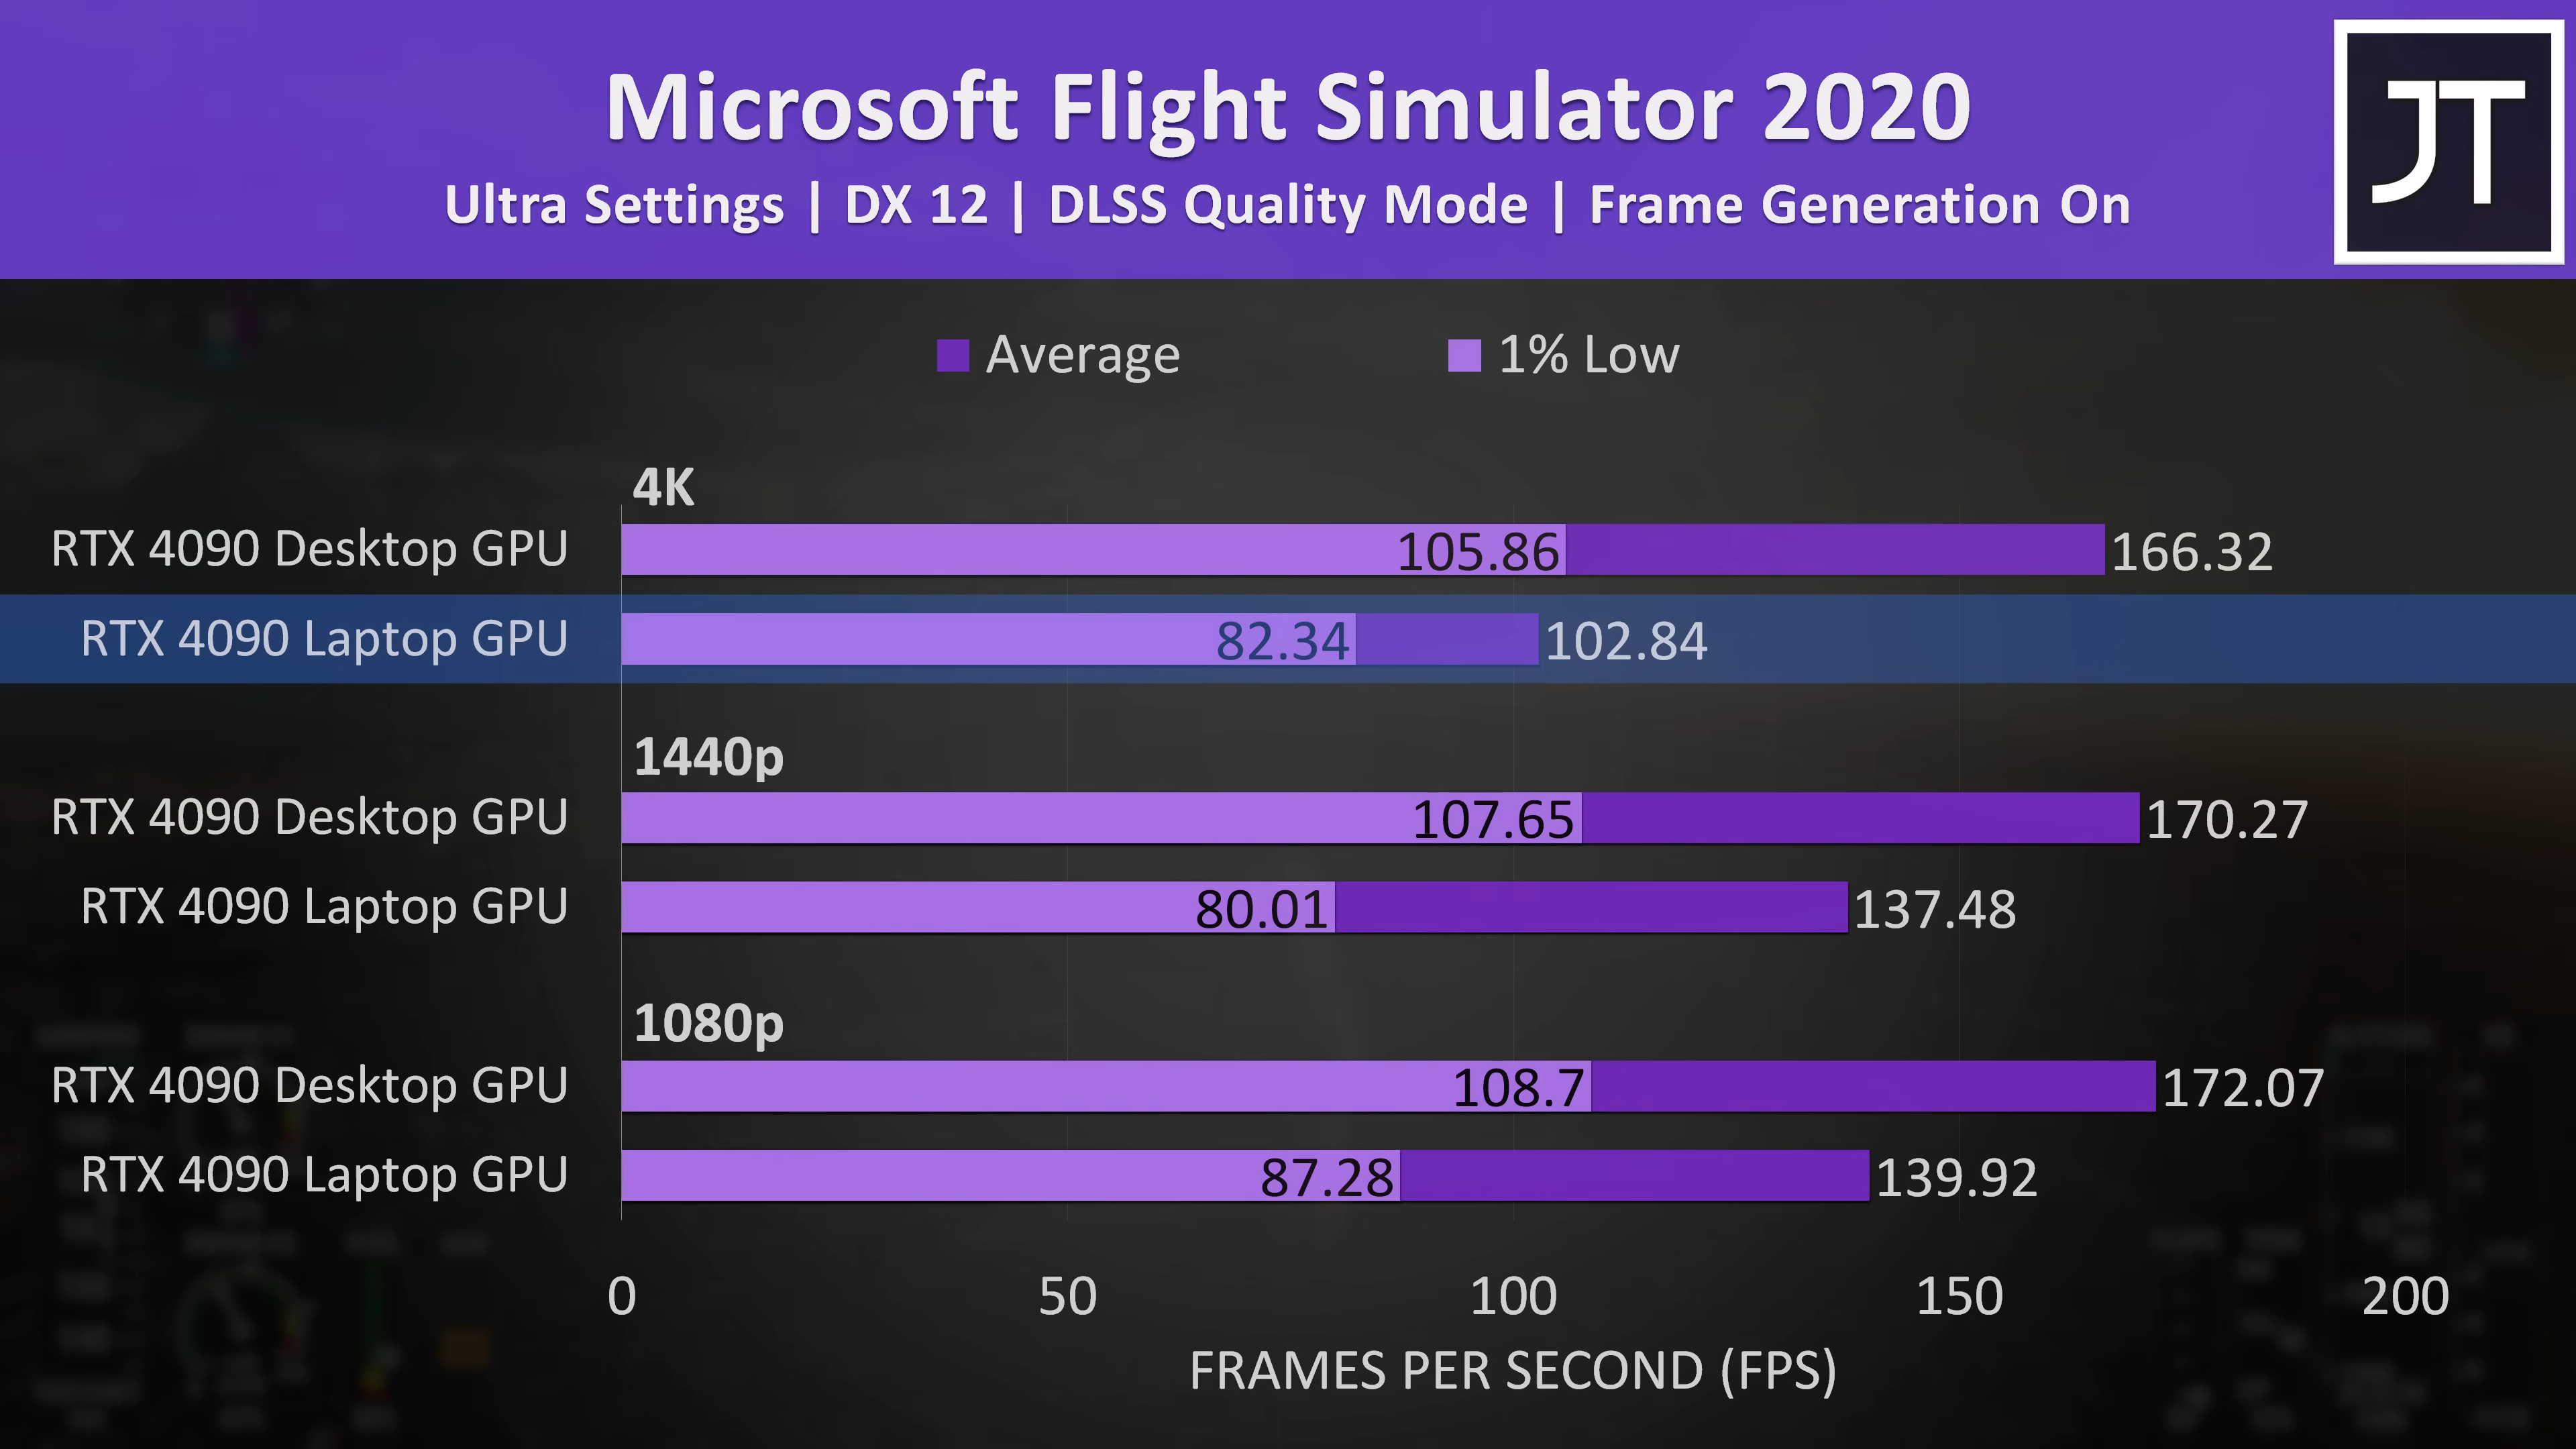 Microsoft Flight Simulator 2020
JT
Ultra Settings | DX 12 | DLSS Quality Mode | Frame Generation On
Average 1% Low
4K
RTX 4090 Desktop GPU 105.86 166.32
RTX 4090 Laptop GPU 82.34 102.84
1440p
RTX 4090 Desktop GPU 107.65 170.27
RTX 4090 Laptop GPU 80.01 137.48
1080p
RTX 4090 Desktop GPU 108.7 172.07
RTX 4090 Laptop GPU 87.28 139.92
0 50 100 150 200
FRAMES PER SECOND (FPS)